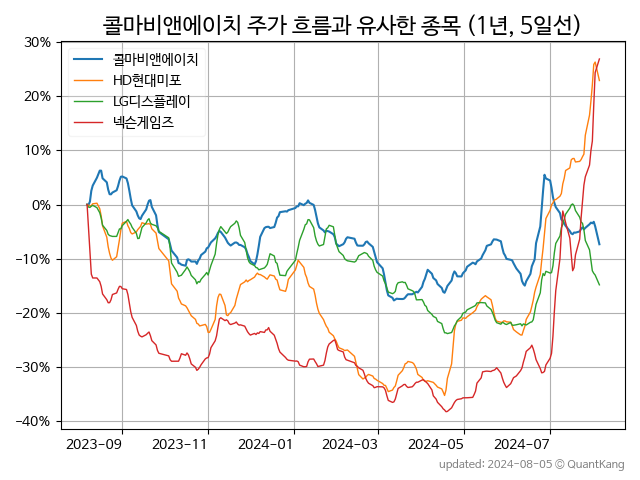 콜마비앤에이치 주가 흐름과 유사한 종목 (1년, 5일선)
30%
20%
10%
0%
−10%
−20%
−30%
−40%
콜마비앤에이치
HD현대미포
LG디스플레이
넥슨게임즈
2023-09 2023-11 2024-01 2024-03 2024-05 2024-07
updated: 2024-08-05 © QuantKang